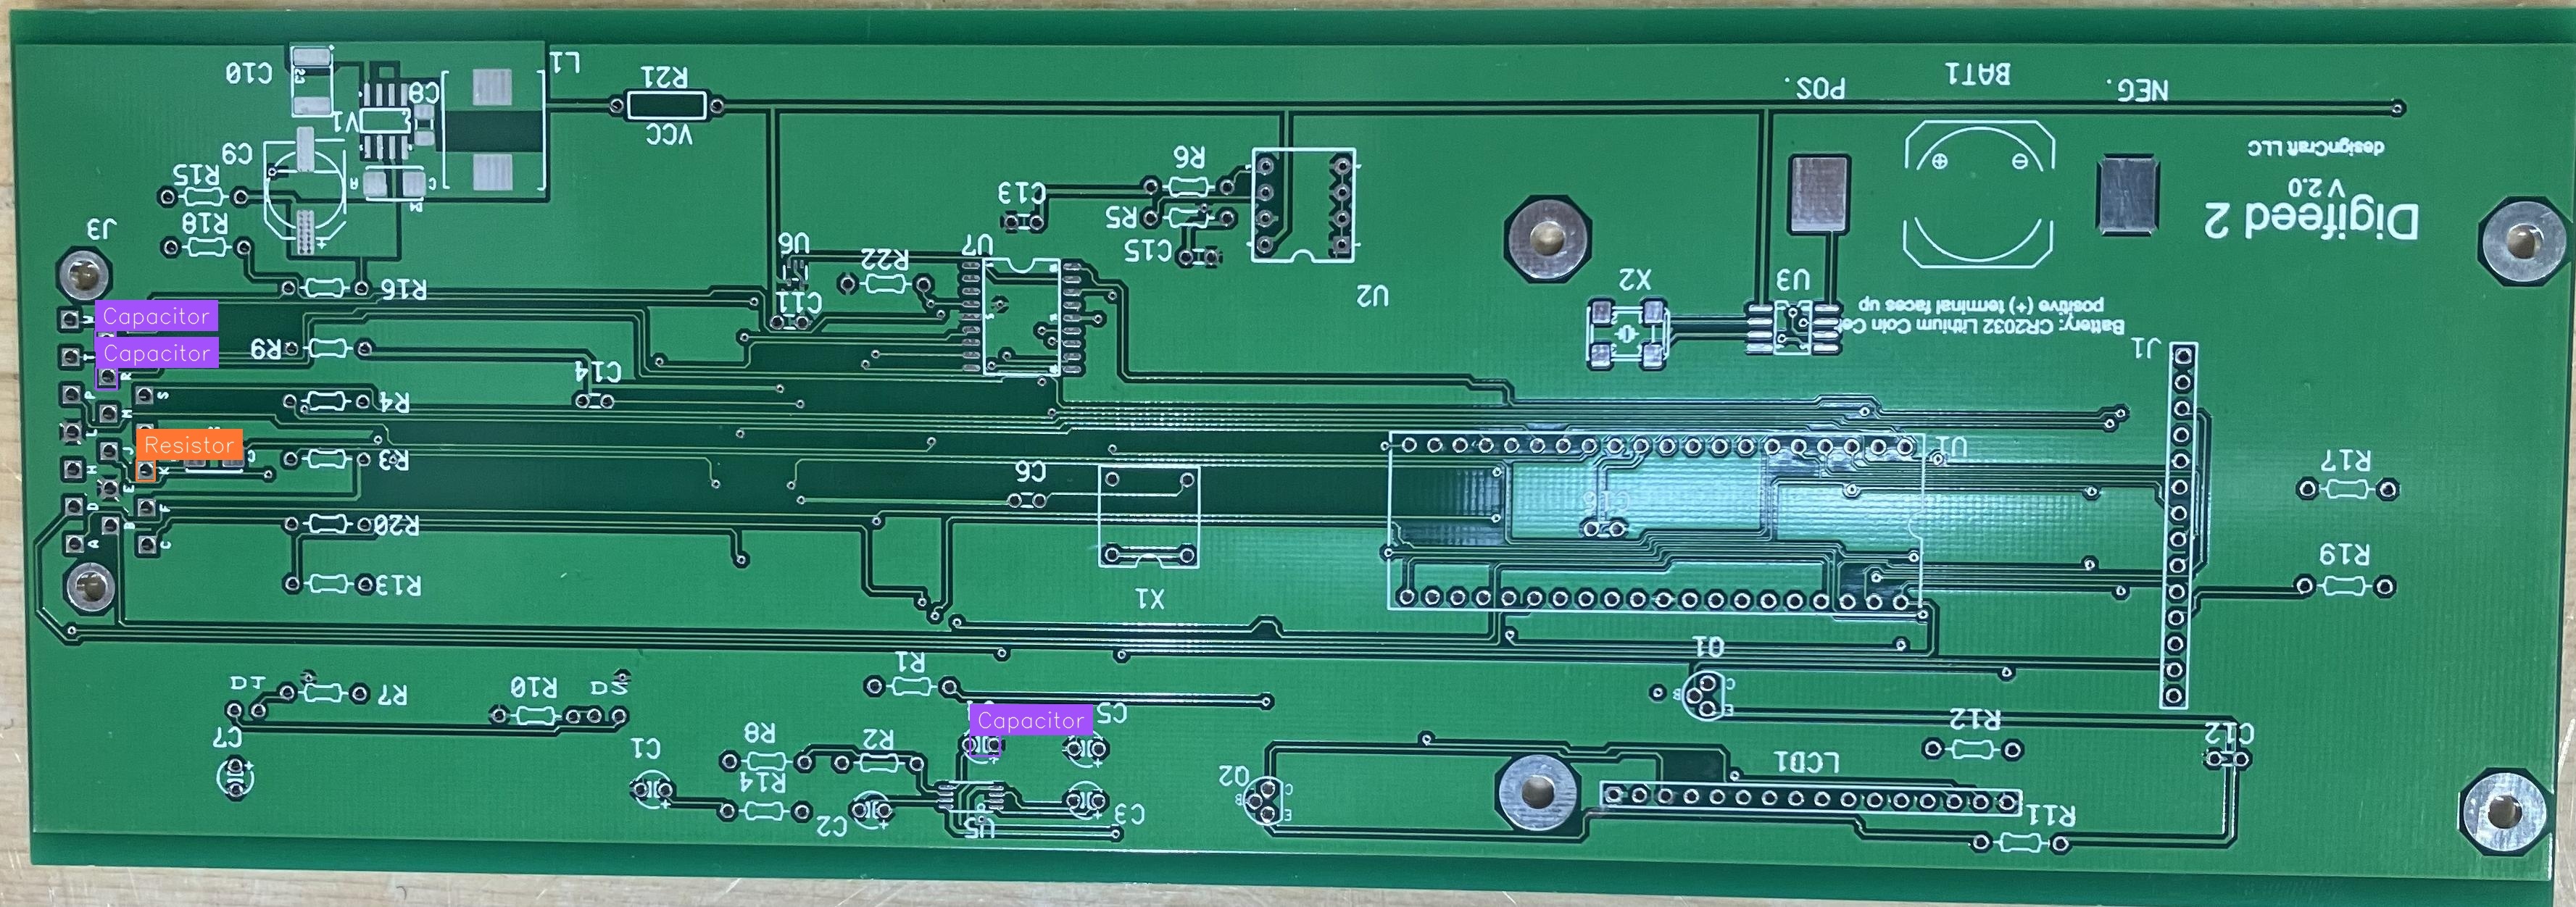 C10
L1
R21
VCC
C8
V1
C9
R15
R18
J3
R16
R9
R4
R3
R20
R13
Capacitor
Capacitor
Resistor
W
T
R
P
S
M
L
J
H
K
E
D
F
B
A
C
C13
R6
R5
C15
U2
U6
U7
R22
C11
C14
C6
X1
POS.
BAT1
NEG.
designCraft LLC
V 2.0
Digifeed 2
X2
U3
positive (+) terminal faces up
Battery: CR2032 Lithium Coin Cel
J1
U1
C16
R17
R19
Q1
C
B
E
R12
C12
LCD1
R11
Q2
C
B
E
R1
Capacitor
C5
C3
U5
C2
R2
R8
R14
C1
R10
R7
D1
C7